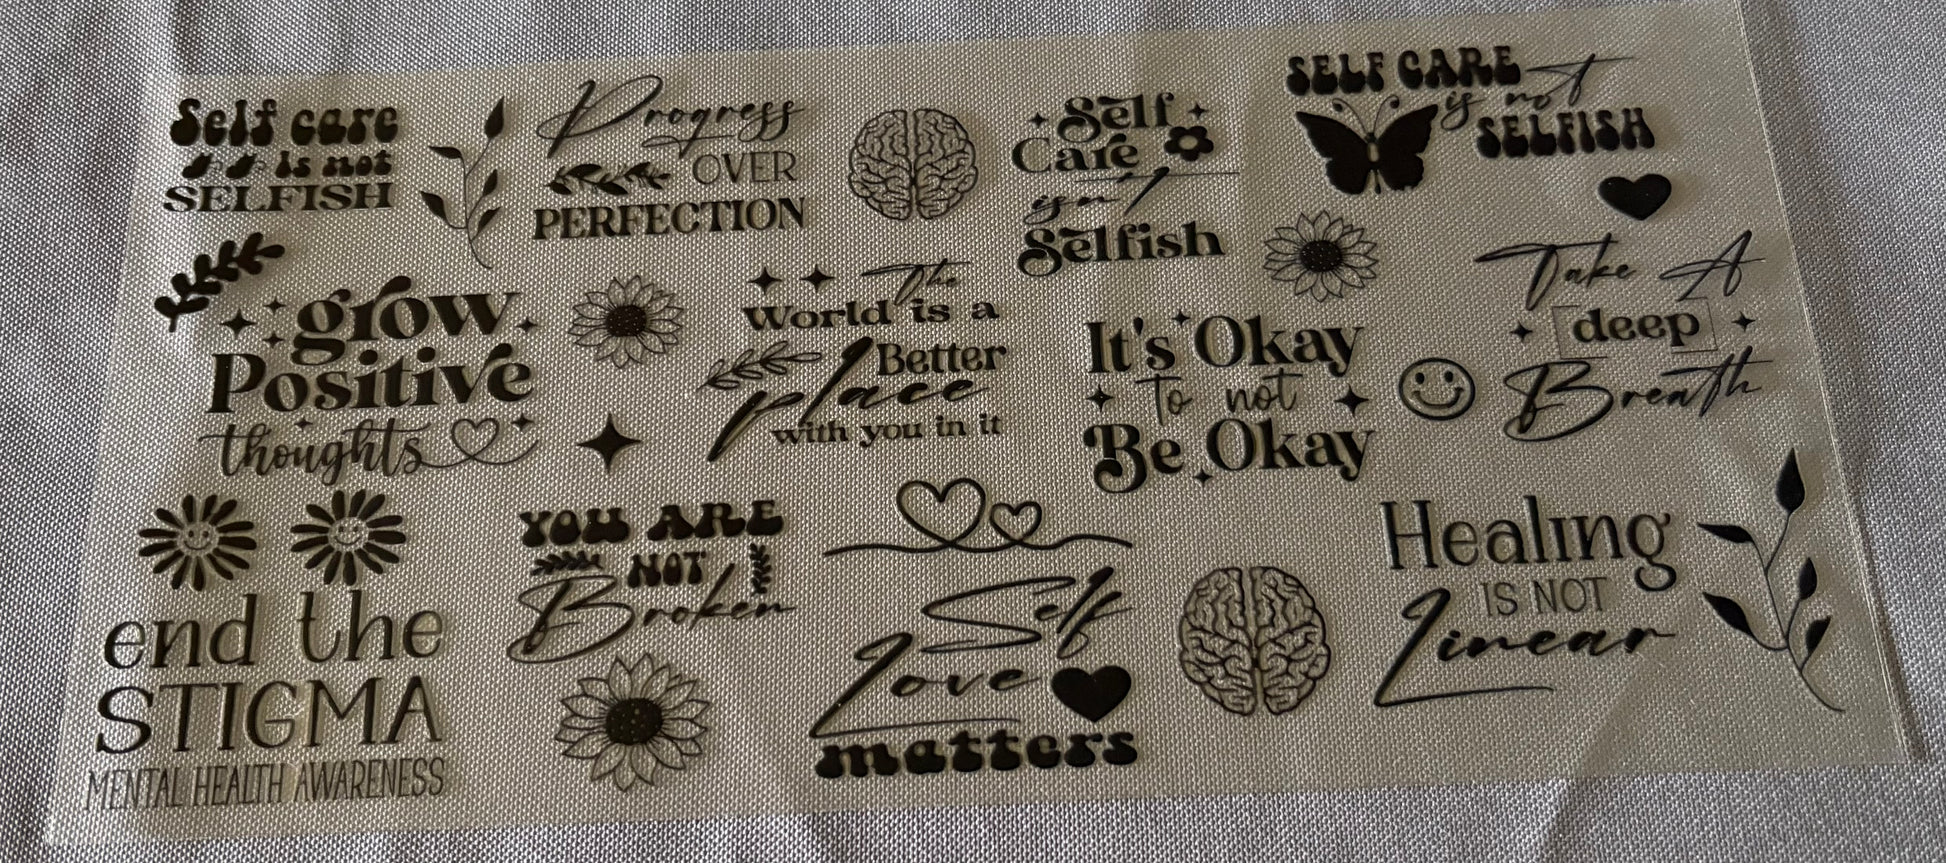 Self care
is not
SELFISH
Progress
OVER
PERFECTION
Self
Care
isn't
Selfish
SELF CARE
is not
SELFISH
grow
Positive
thoughts
The
World is a
Better
place
with you in it
It's Okay
To not
Be Okay
Take A
deep
Breath
end the
STIGMA
MENTAL HEALTH AWARENESS
YOU ARE
NOT
Broken
Self
Love
matters
Healing
IS NOT
Linear